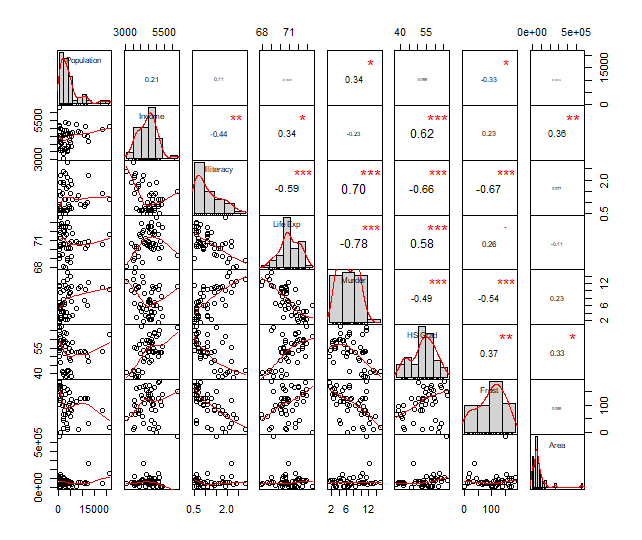 3000 5500 68 71 40 55 0e+00 5e+05
Population 0.21 0.11 0.34 * -0.33 * 0 15000
3000 5500 Income -0.44 ** 0.34 * -0.23 0.62 *** 0.23 0.36 **
Illiteracy -0.59 *** 0.70 *** -0.66 *** -0.67 *** 0.077 0.5 2.0
68 71 Life Exp -0.78 *** 0.58 *** 0.26 . -0.11
Murder -0.49 *** -0.54 *** 0.23 2 6 12
40 55 HS Grad 0.37 ** 0.33 *
Frost 0.059 0 100
0e+00 5e+05 Area
0 15000 0.5 2.0 2 6 12 0 100